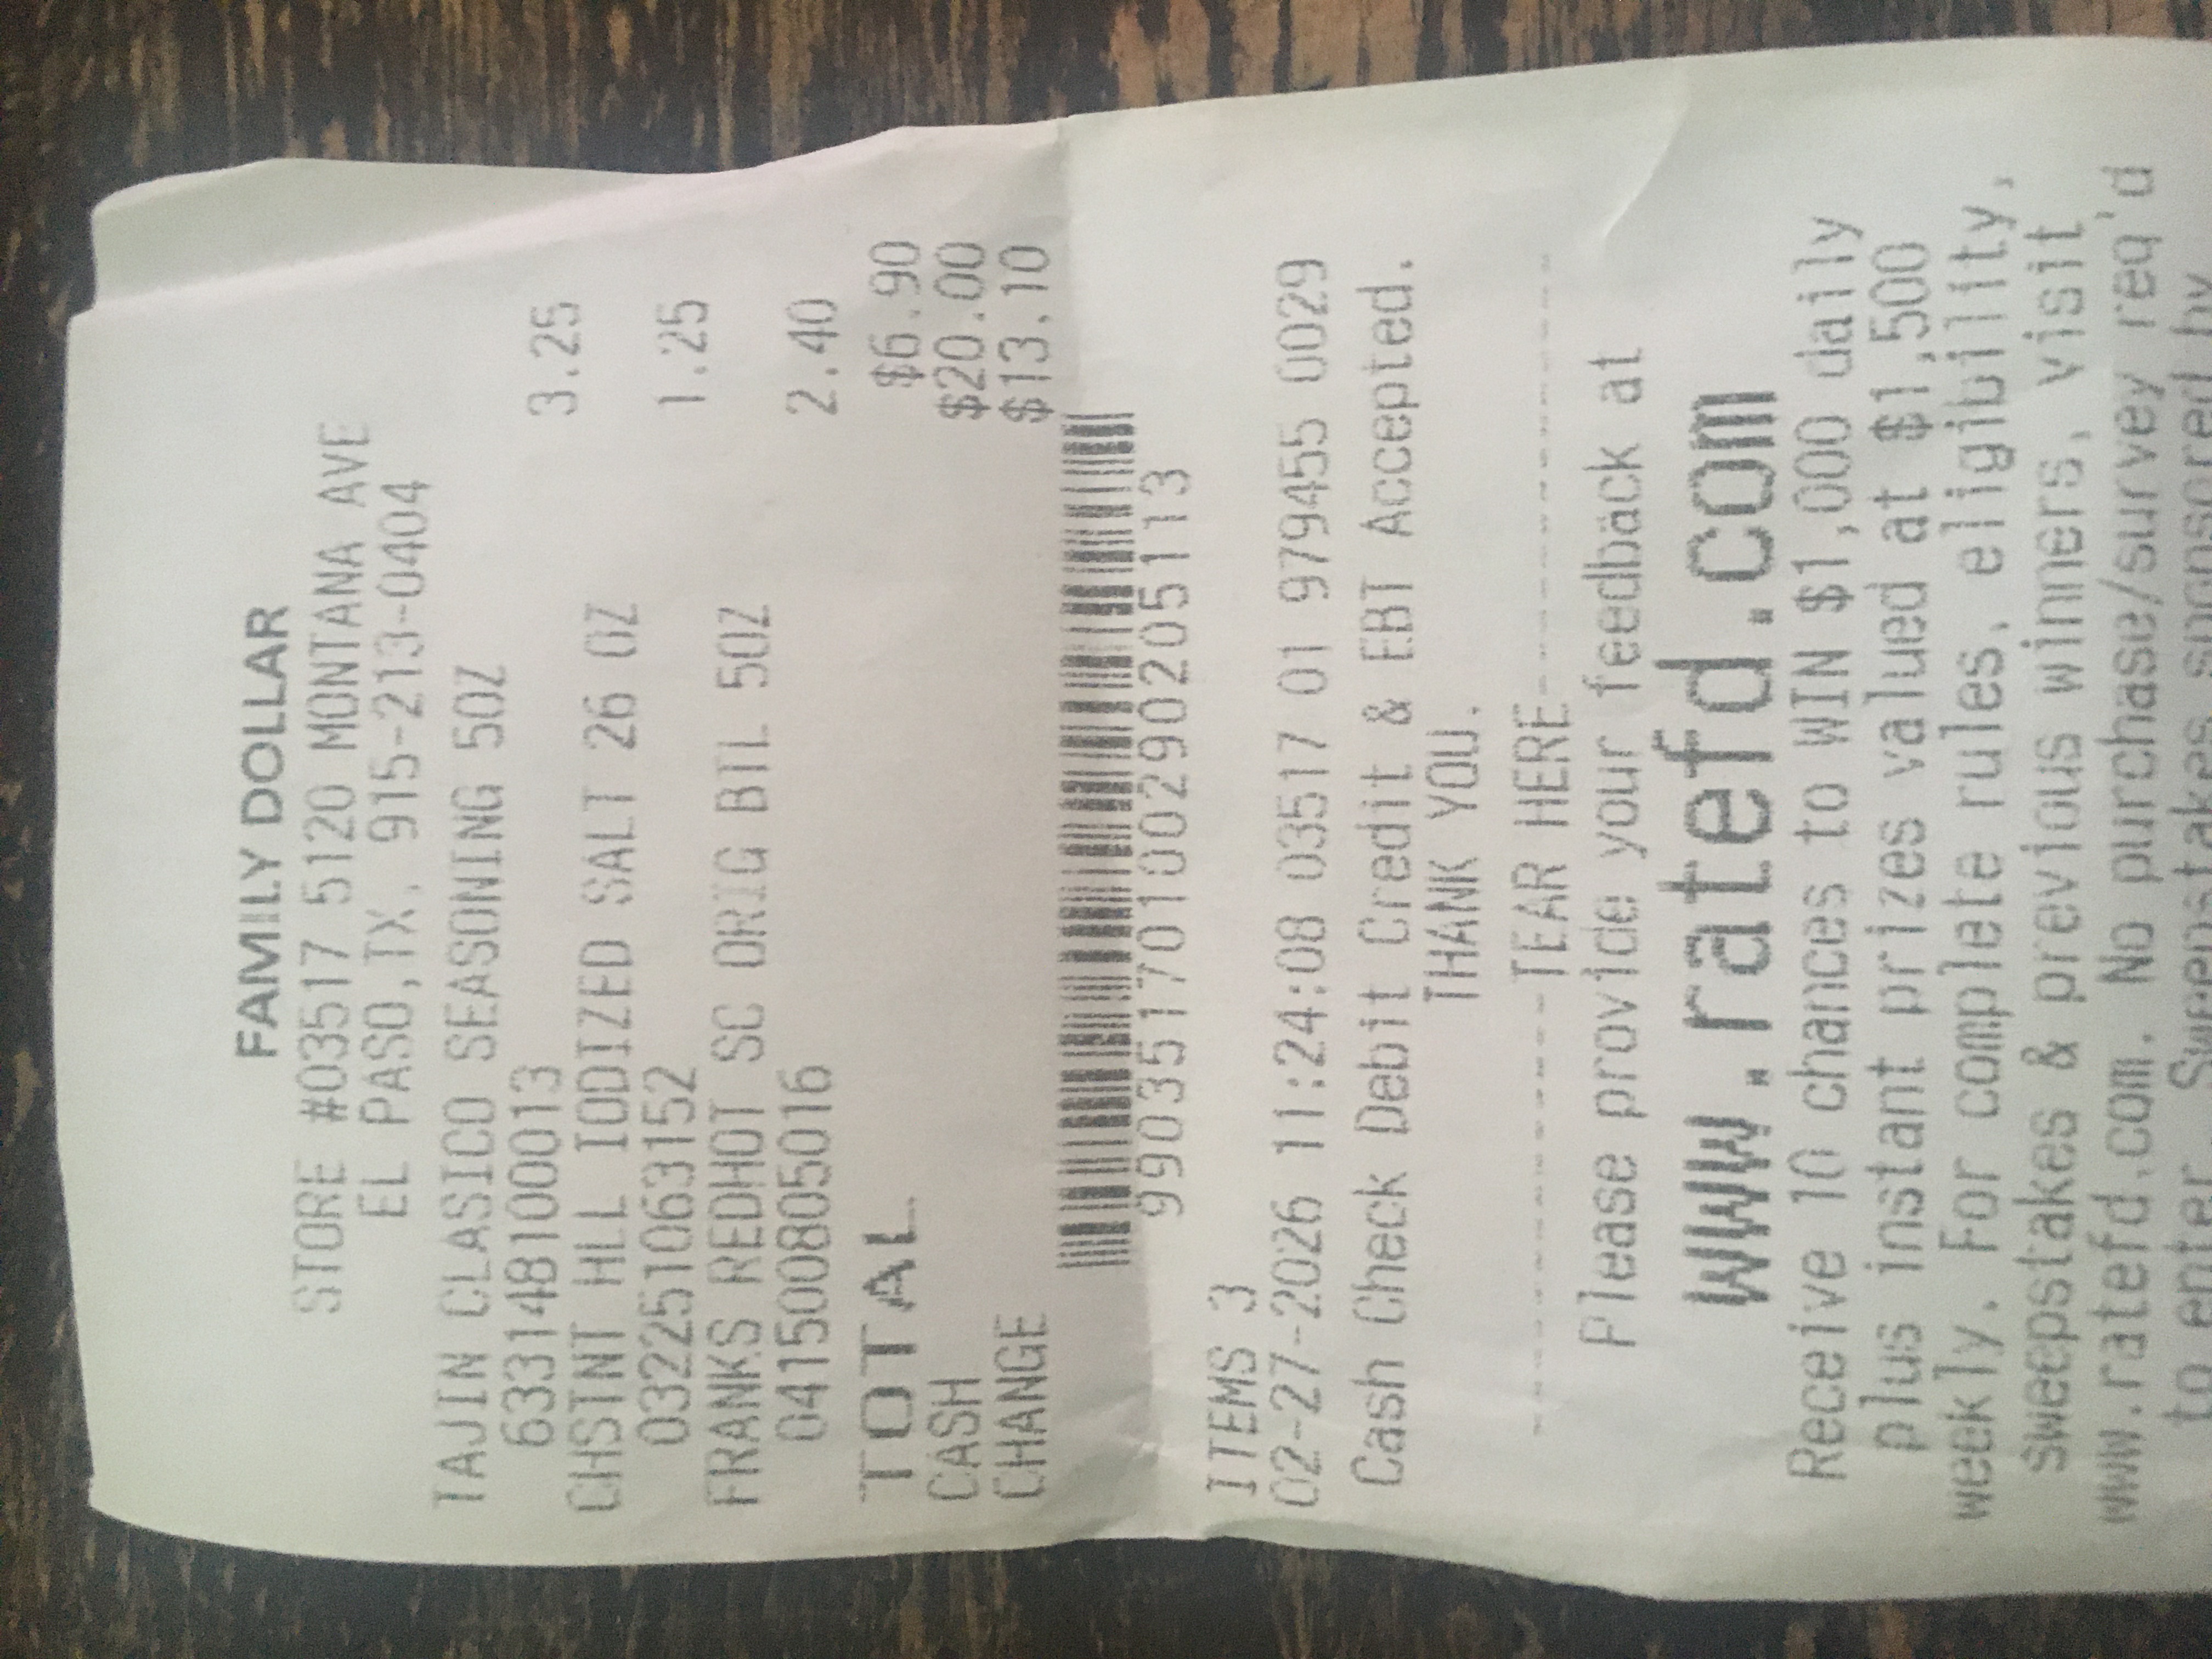 FAMILY DOLLAR
STORE #03517 5120 MONTANA AVE
EL PASO,TX, 915-213-0404
TAJIN CLASICO SEASONING 5OZ
633148100013 3.25
CHSTNT HLL IODIZED SALT 26 OZ
032251063152 1.25
FRANKS REDHOT SC ORIG BTL 5OZ
041500805016 2.40
TOTAL $6.90
CASH $20.00
CHANGE $13.10
99035170100290205113
ITEMS 3
02-27-2026 11:24:08 03517 01 979455 0029
Cash Check Debit Credit & EBT Accepted.
THANK YOU.
TEAR HERE
Please provide your feedback at
www.ratefd.com
Receive 10 chances to WIN $1,000 daily
plus instant prizes valued at $1,500
weekly. For complete rules, eligibility,
sweepstakes & previous winners, visit
www.ratefd.com. No purchase/survey req'd
to enter. Sweepstakes sponsored by